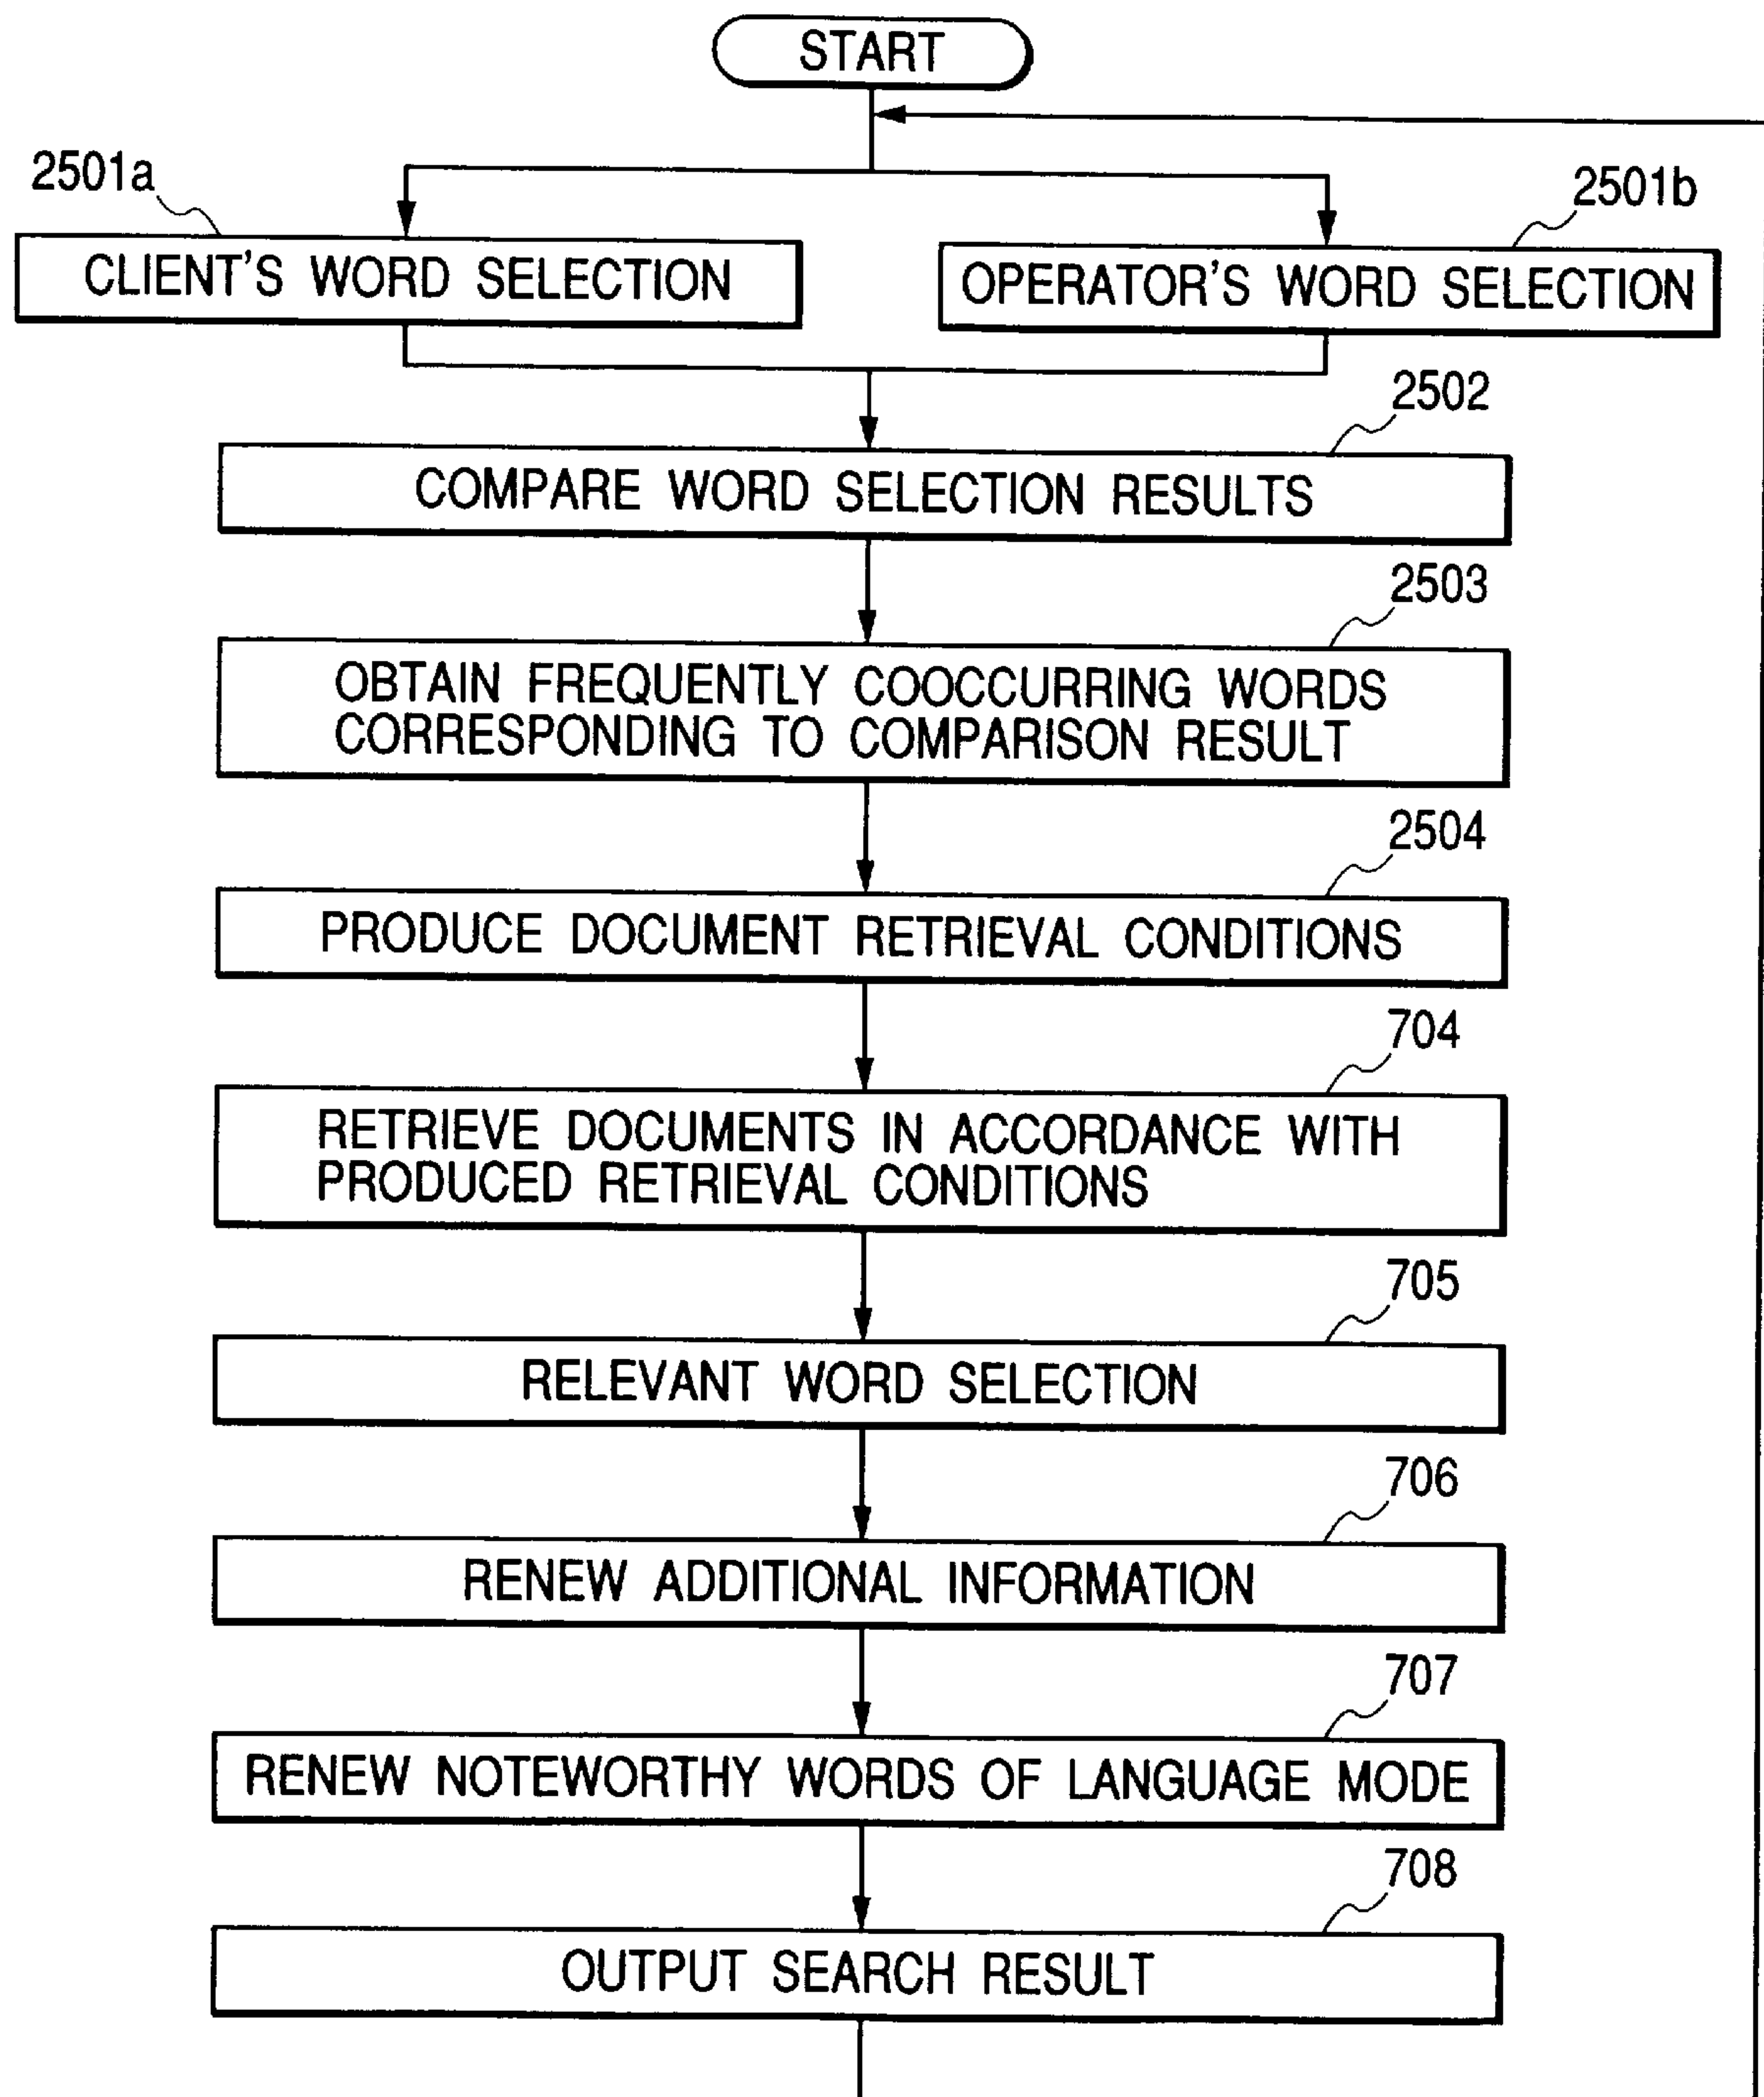 START
2501a
2501b
CLIENT'S WORD SELECTION
OPERATOR'S WORD SELECTION
2502
COMPARE WORD SELECTION RESULTS
2503
OBTAIN FREQUENTLY COOCCURRING WORDS
CORRESPONDING TO COMPARISON RESULT
2504
PRODUCE DOCUMENT RETRIEVAL CONDITIONS
704
RETRIEVE DOCUMENTS IN ACCORDANCE WITH
PRODUCED RETRIEVAL CONDITIONS
705
RELEVANT WORD SELECTION
706
RENEW ADDITIONAL INFORMATION
707
RENEW NOTEWORTHY WORDS OF LANGUAGE MODE
708
OUTPUT SEARCH RESULT